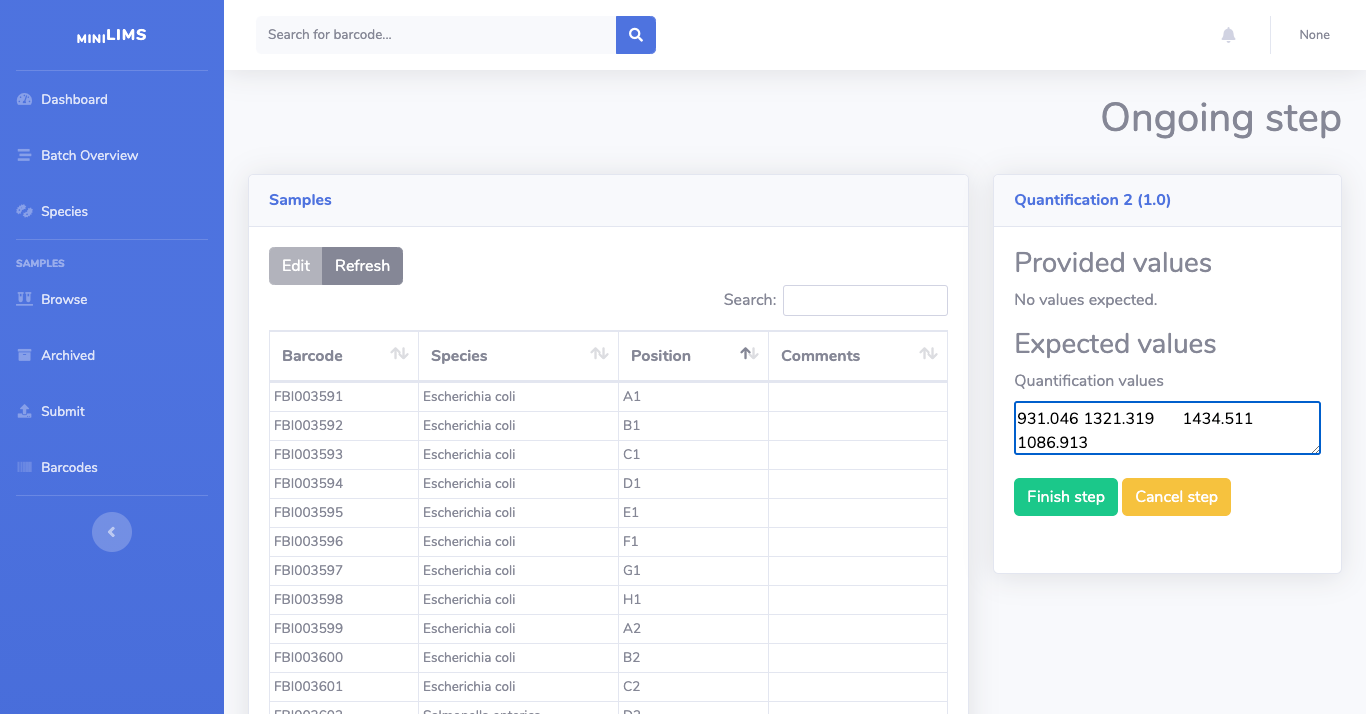 MINILIMS
Search for barcode...
None
Dashboard
Batch Overview
Species
SAMPLES
Browse
Archived
Submit
Barcodes
Ongoing step
Samples
Edit Refresh
Search:
Barcode Species Position Comments
FBI003591 Escherichia coli A1
FBI003592 Escherichia coli B1
FBI003593 Escherichia coli C1
FBI003594 Escherichia coli D1
FBI003595 Escherichia coli E1
FBI003596 Escherichia coli F1
FBI003597 Escherichia coli G1
FBI003598 Escherichia coli H1
FBI003599 Escherichia coli A2
FBI003600 Escherichia coli B2
FBI003601 Escherichia coli C2
Quantification 2 (1.0)
Provided values
No values expected.
Expected values
Quantification values
931.046 1321.319 1434.511
1086.913
Finish step Cancel step